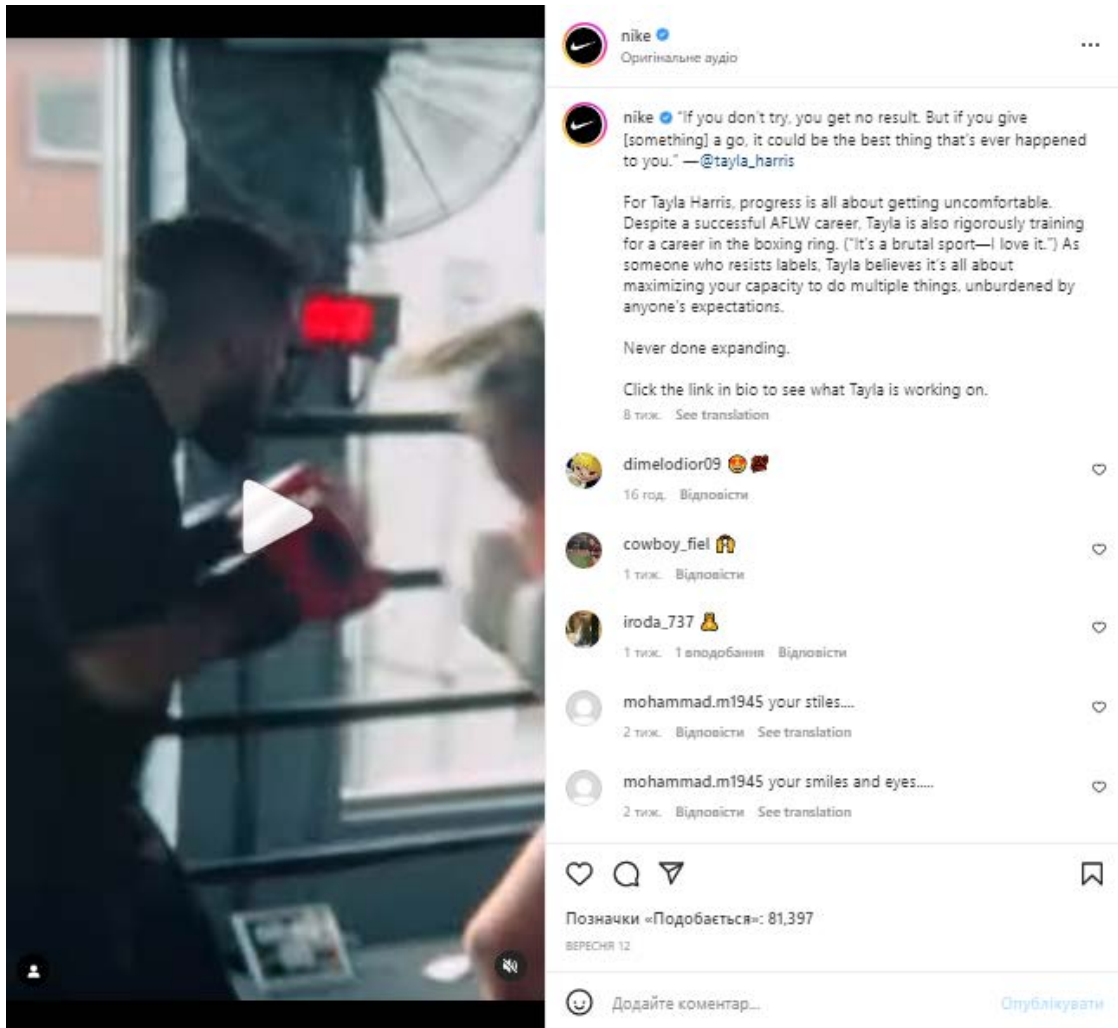 nike
Оригінальне аудіо
nike "If you don't try, you get no result. But if you give
[something] a go, it could be the best thing that's ever happened
to you." —@tayla_harris
For Tayla Harris, progress is all about getting uncomfortable.
Despite a successful AFLW career, Tayla is also rigorously training
for a career in the boxing ring. ("It's a brutal sport—I love it.") As
someone who resists labels, Tayla believes it's all about
maximizing your capacity to do multiple things, unburdened by
anyone's expectations.
Never done expanding.
Click the link in bio to see what Tayla is working on.
8 тиж. See translation
dimelodior09
16 год. Відповісти
cowboy_fiel
1 тиж. Відповісти
iroda_737
1 тиж. 1 вподобання Відповісти
mohammad.m1945 your stiles....
2 тиж. Відповісти See translation
mohammad.m1945 your smiles and eyes.....
2 тиж. Відповісти See translation
Позначки «Подобається»: 81,397
ВЕРЕСНЯ 12
Додайте коментар...
Опублікувати